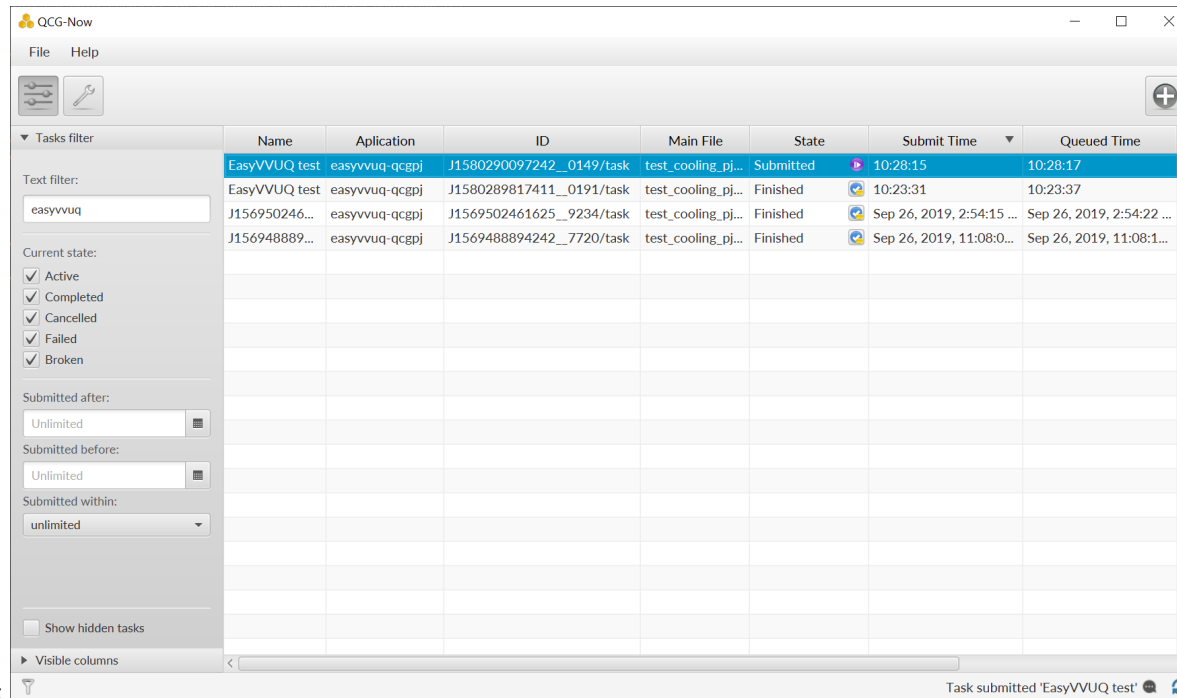 QCG-Now
File Help
Tasks filter
Text filter:
easyvvuq
Current state:
Active
Completed
Cancelled
Failed
Broken
Submitted after:
Unlimited
Submitted before:
Unlimited
Submitted within:
unlimited
Show hidden tasks
Visible columns
Name Aplication ID Main File State Submit Time Queued Time
EasyVVUQ test easyvvuq-qcgpj J1580290097242__0149/task test_cooling_pj... Submitted 10:28:15 10:28:17
EasyVVUQ test easyvvuq-qcgpj J1580289817411__0191/task test_cooling_pj... Finished 10:23:31 10:23:37
J156950246... easyvvuq-qcgpj J1569502461625__9234/task test_cooling_pj... Finished Sep 26, 2019, 2:54:15 ... Sep 26, 2019, 2:54:22 ...
J156948889... easyvvuq-qcgpj J1569488894242__7720/task test_cooling_pj... Finished Sep 26, 2019, 11:08:0... Sep 26, 2019, 11:08:1...
Task submitted 'EasyVVUQ test'